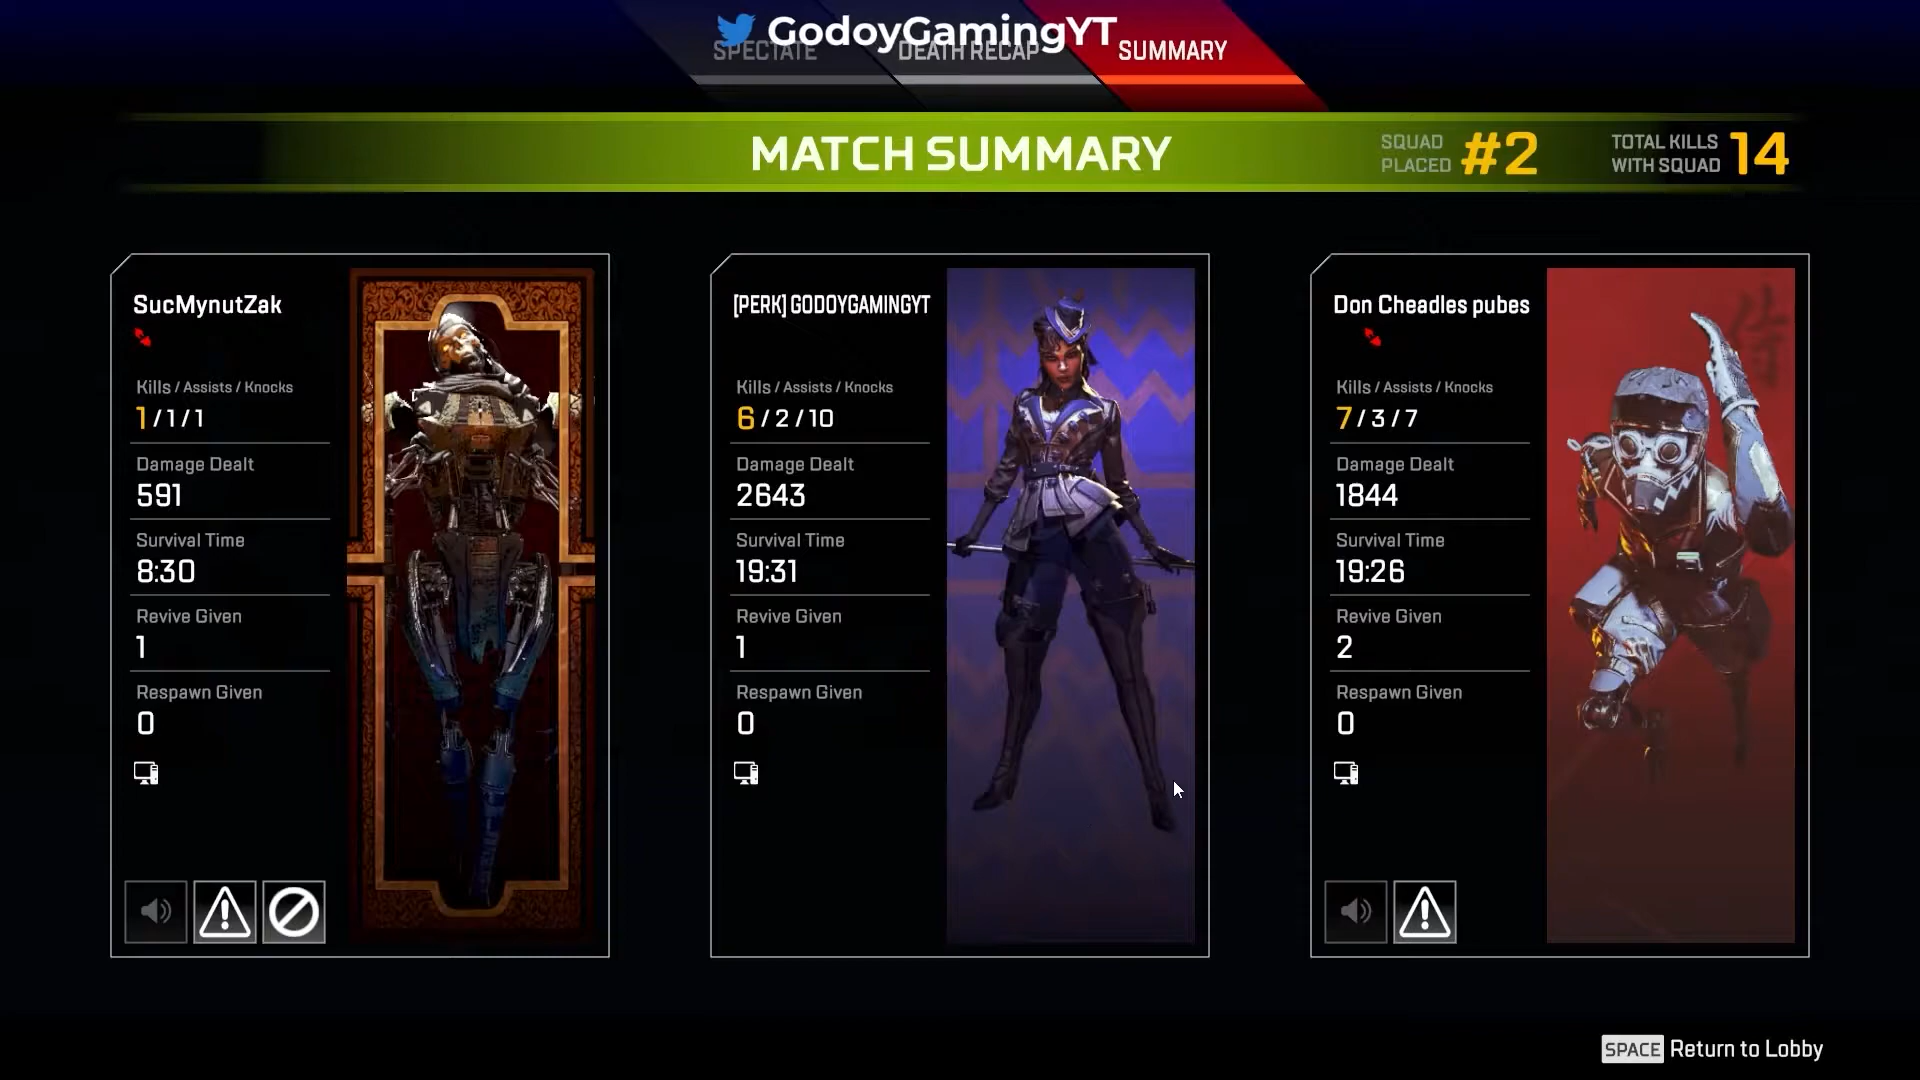 GodoyGamingYT
SPECTATE DEATH RECAP SUMMARY
MATCH SUMMARY
SQUAD PLACED #2
TOTAL KILLS WITH SQUAD 14
SucMynutZak
Kills / Assists / Knocks
1 / 1 / 1
Damage Dealt
591
Survival Time
8:30
Revive Given
1
Respawn Given
0
[PERK] GODOYGAMINGYT
Kills / Assists / Knocks
6 / 2 / 10
Damage Dealt
2643
Survival Time
19:31
Revive Given
1
Respawn Given
0
Don Cheadles pubes
Kills / Assists / Knocks
7 / 3 / 7
Damage Dealt
1844
Survival Time
19:26
Revive Given
2
Respawn Given
0
侍
SPACE Return to Lobby